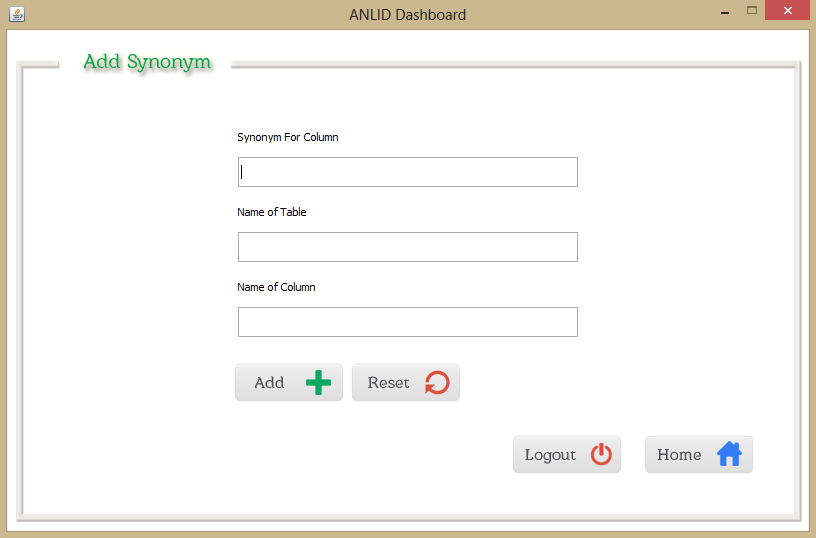 ANLID Dashboard
Add Synonym
Synonym For Column
Name of Table
Name of Column
Add Reset
Logout Home